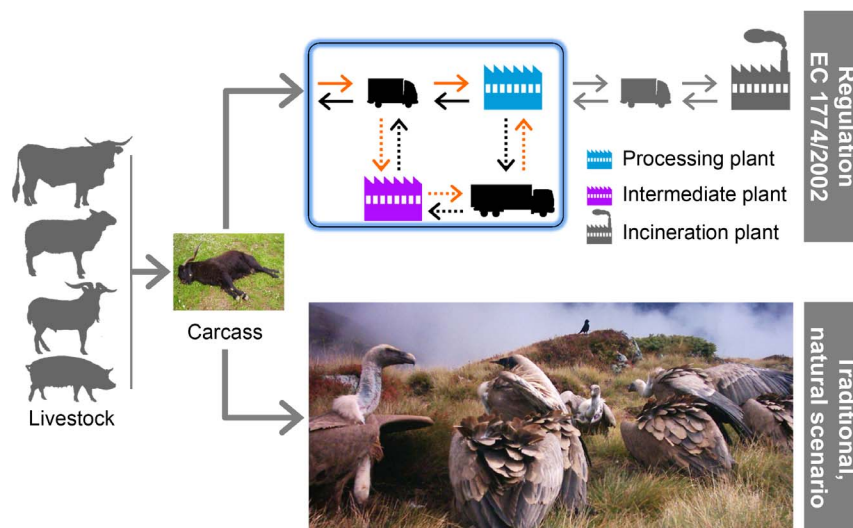 Regulation
EC 1774/2002
Processing plant
Intermediate plant
Incineration plant
Carcass
Livestock
Traditional,
natural scenario